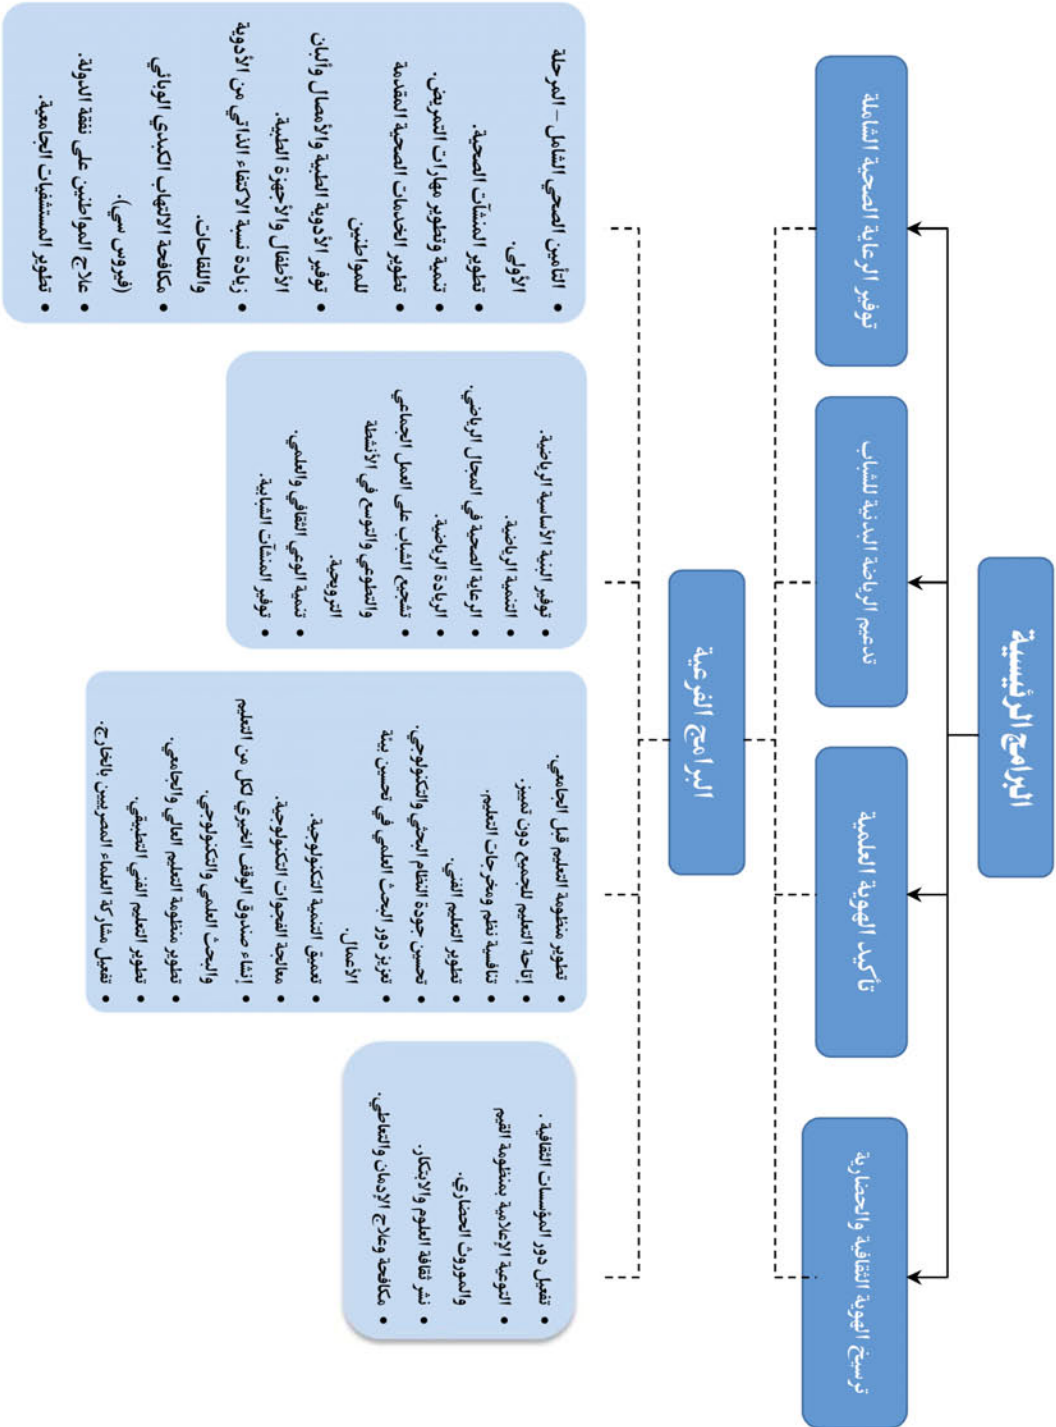 البرامج الرئيسية
ترسيخ الهوية الثقافية والحضارية
تأكيد الهوية العلمية
تدعيم الرياضة البدنية للشباب
توفير الرعاية الصحية الشاملة
البرامج الفرعية
• تفعيل دور المؤسسات الثقافية .
• التوعية الإعلامية بمنظومة القيم
والموروث الحضاري.
• نشر ثقافة العلوم والابتكار.
• مكافحة وعلاج الإدمان والتعاطي.
• تطوير منظومة التعليم قبل الجامعي.
• إتاحة التعليم للجميع دون تمييز.
• تنافسية نظم ومخرجات التعليم.
• تطوير التعليم الفني.
• تحسين جودة النظام البحثي والتكنولوجي.
• تعزيز دور البحث العلمي في تحسين بيئة
الأعمال.
• تعميق التنمية التكنولوجية.
• معالجة الفجوات التكنولوجية.
• إنشاء صندوق الوقف الخيري لكل من التعليم
والبحث العلمي والتكنولوجي.
• تطوير منظومة التعليم العالي والجامعي.
• تطوير التعليم الفني التطبيقي.
• تفعيل مشاركة العلماء المصريين بالخارج.
• توفير البنية الأساسية الرياضية.
• التنمية الرياضية.
• الرعاية الصحية في المجال الرياضي.
• الريادة الرياضية.
• تشجيع الشباب على العمل الجماعي
والتطوعي والتوسع في الأنشطة
الترويحية.
• تنمية الوعي الثقافي والعلمي.
• توفير المنشآت الشبابية.
• التأمين الصحي الشامل – المرحلة
الأولى.
• تطوير المنشآت الصحية.
• تنمية وتطوير مهارات التمريض.
• تطوير الخدمات الصحية المقدمة
للمواطنين
• توفير الأدوية الطبية والأمصال وألبان
الأطفال والأجهزة الطبية.
• زيادة نسبة الاكتفاء الذاتي من الأدوية
واللقاحات.
• مكافحة الالتهاب الكبدي الوبائي
(فيروس سي).
• علاج المواطنين على نفقة الدولة.
• تطوير المستشفيات الجامعية.